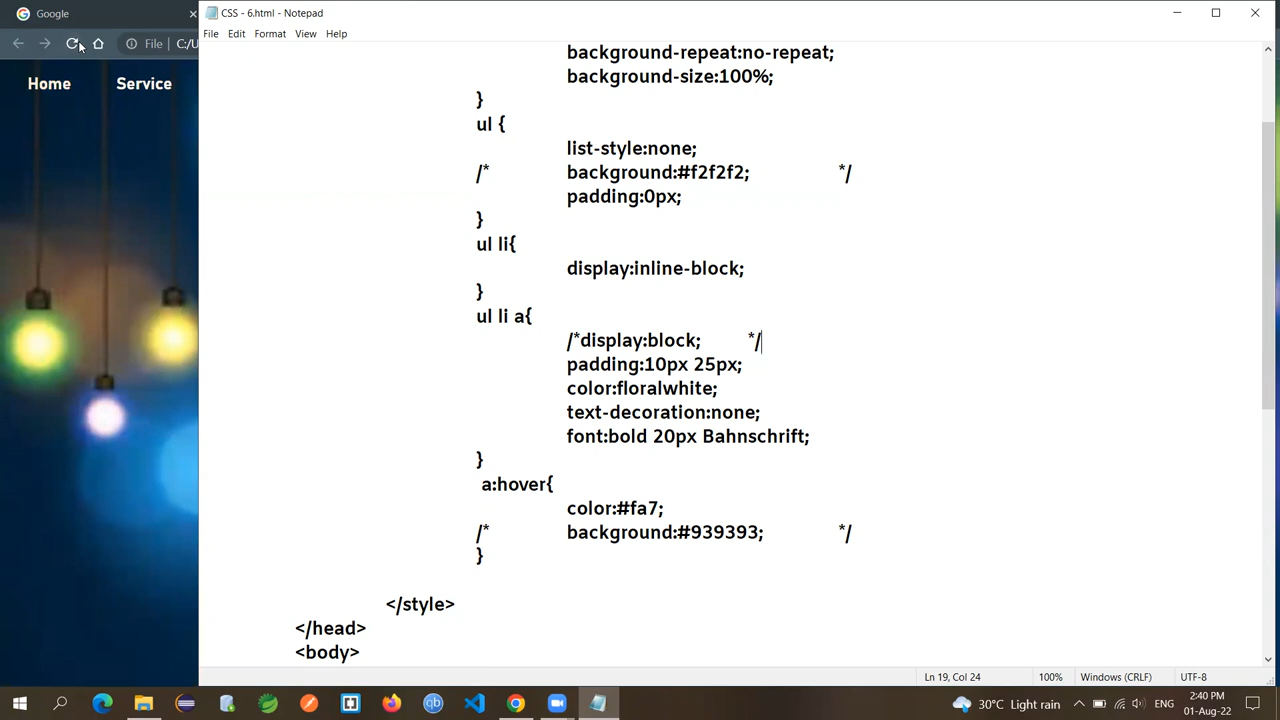 Google
CSS - 6.html - Notepad
File Edit Format View Help
File C:/U
Home Service
background-repeat:no-repeat;
background-size:100%;
}
ul {
list-style:none;
/* background:#f2f2f2; */
padding:0px;
}
ul li{
display:inline-block;
}
ul li a{
/*display:block; */
padding:10px 25px;
color:floralwhite;
text-decoration:none;
font:bold 20px Bahnschrift;
}
a:hover{
color:#fa7;
/* background:#939393; */
}
</style>
</head>
<body>
Ln 19, Col 24 100% Windows (CRLF) UTF-8
qb
30°C Light rain ENG 2:40 PM
01-Aug-22